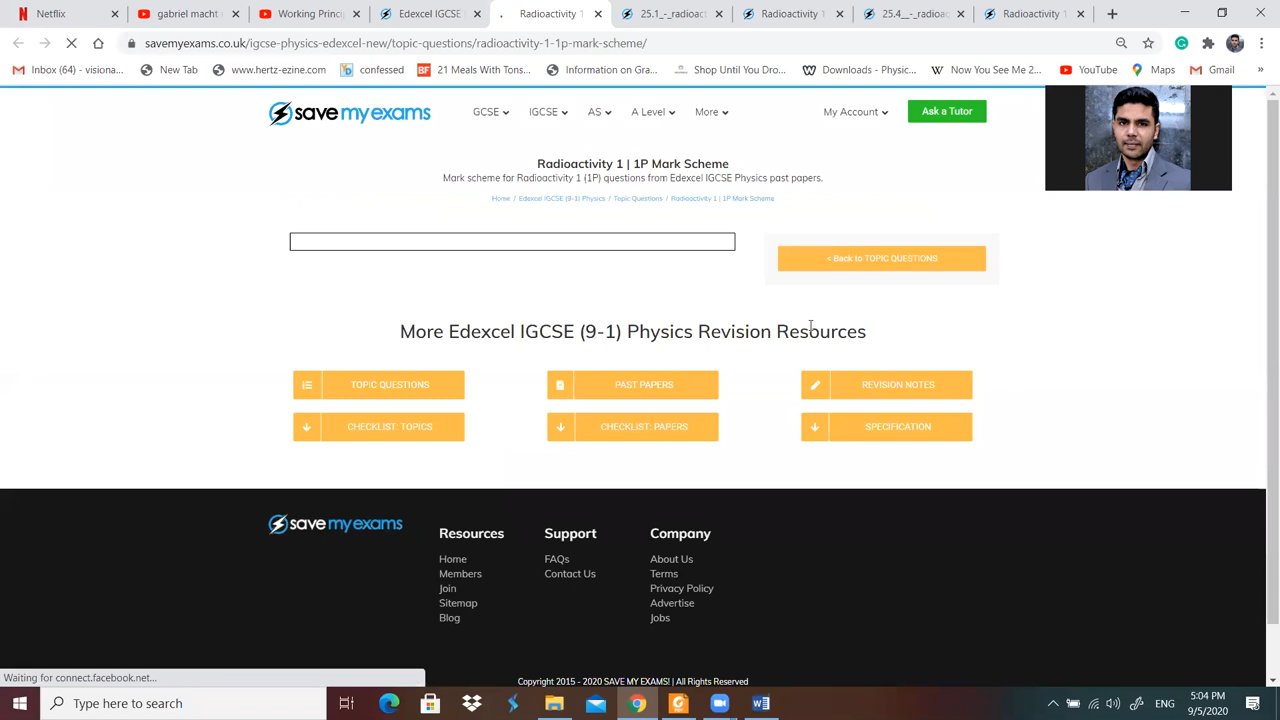 Netflix
gabriel macht
Working Princip
Edexcel IGCSE
IGCSE Radioact
25.1_-_radioac
Radioactivity 1
25.4__-_radioa
Radioactivity 1
savemyexams.co.uk/igcse-physics-edexcel-new/topic-questions/radioactivity-1-1p-mark-scheme/
Inbox (64) - visiona...
New Tab
www.hertz-ezine.com
confessed
21 Meals With Tons...
Information on Gra...
Shop Until You Dro...
Downloads - Physic...
Now You See Me 2...
YouTube
Maps
Gmail
»
save my exams
GCSE
IGCSE
AS
A Level
More
My Account
Ask a Tutor
Radioactivity 1 | 1P Mark Scheme
Mark scheme for Radioactivity 1 (1P) questions from Edexcel IGCSE Physics past papers.
Home / Edexcel IGCSE (9-1) Physics / Topic Questions / Radioactivity 1 | 1P Mark Scheme
< Back to TOPIC QUESTIONS
More Edexcel IGCSE (9-1) Physics Revision Resources
TOPIC QUESTIONS
PAST PAPERS
REVISION NOTES
CHECKLIST: TOPICS
CHECKLIST: PAPERS
SPECIFICATION
save my exams
Resources
Home
Members
Join
Sitemap
Blog
Support
FAQs
Contact Us
Company
About Us
Terms
Privacy Policy
Advertise
Jobs
Waiting for connect.facebook.net...
Copyright 2015 - 2020 SAVE MY EXAMS! | All Rights Reserved
Type here to search
ENG
5:04 PM
9/5/2020